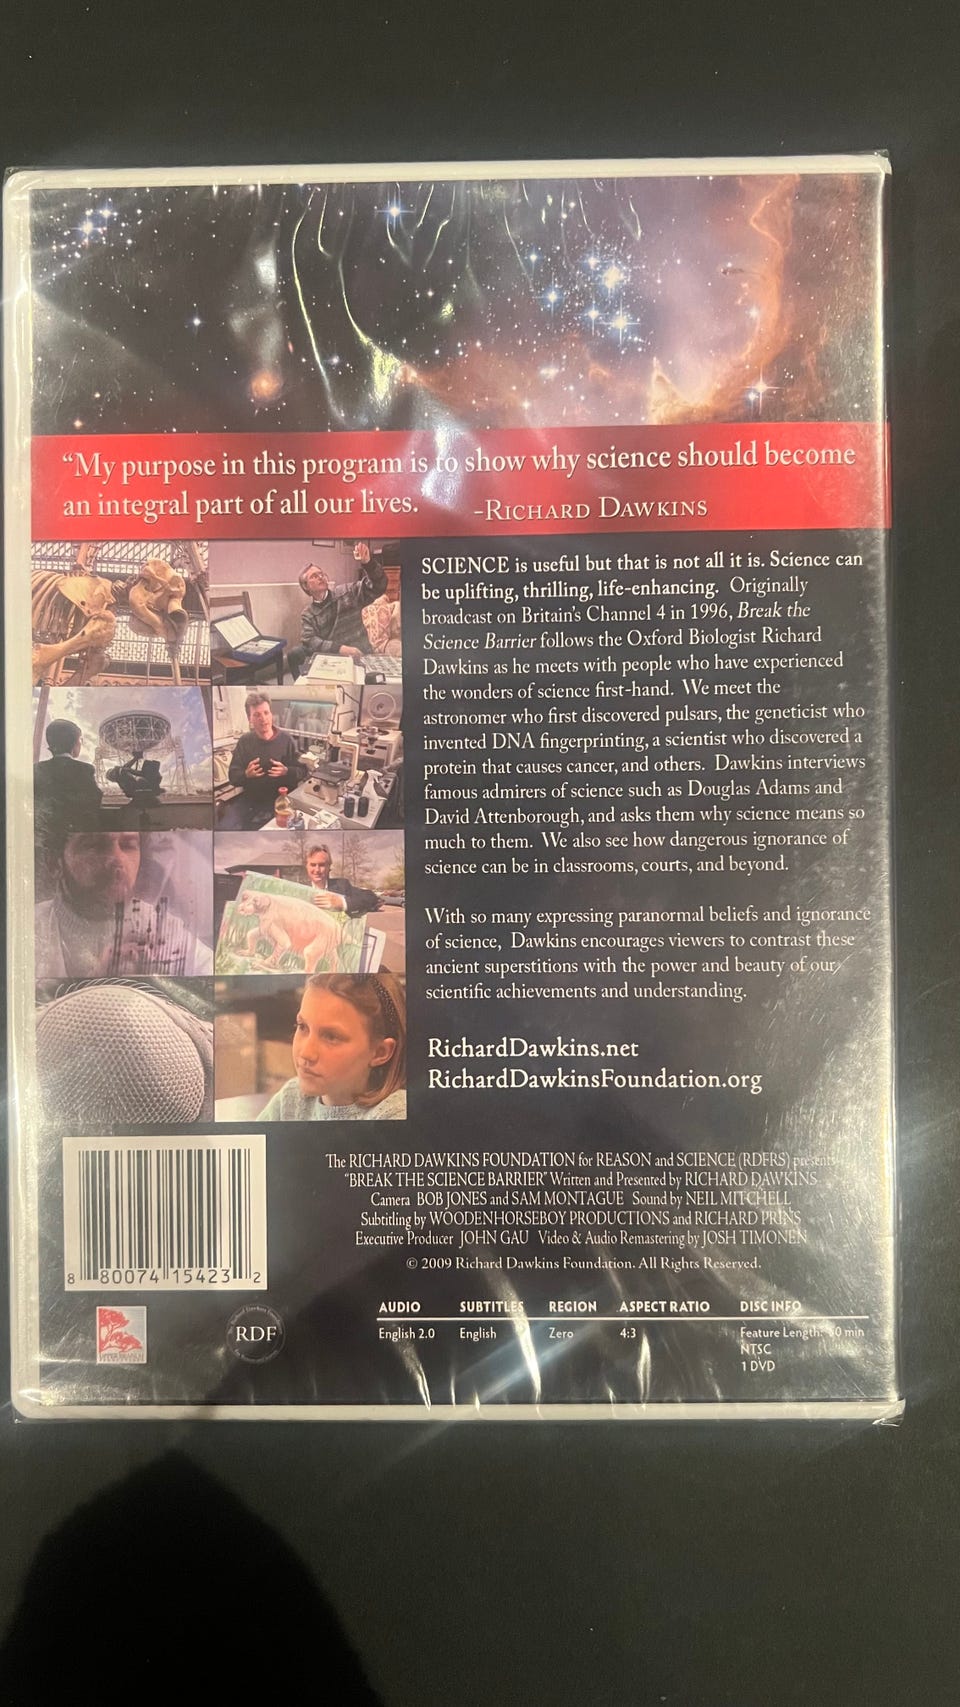 “My purpose in this program is to show why science should become
an integral part of all our lives.”
-RICHARD DAWKINS
SCIENCE is useful but that is not all it is. Science can
be uplifting, thrilling, life-enhancing. Originally
broadcast on Britain's Channel 4 in 1996, Break the
Science Barrier follows the Oxford Biologist Richard
Dawkins as he meets with people who have experienced
the wonders of science first-hand. We meet the
astronomer who first discovered pulsars, the geneticist who
invented DNA fingerprinting, a scientist who discovered a
protein that causes cancer, and others. Dawkins interviews
famous admirers of science such as Douglas Adams and
David Attenborough, and asks them why science means so
much to them. We also see how dangerous ignorance of
science can be in classrooms, courts, and beyond.
With so many expressing paranormal beliefs and ignorance
of science, Dawkins encourages viewers to contrast these
ancient superstitions with the power and beauty of our
scientific achievements and understanding.
RichardDawkins.net
RichardDawkinsFoundation.org
The RICHARD DAWKINS FOUNDATION for REASON and SCIENCE (RDFRS) presents
“BREAK THE SCIENCE BARRIER” Written and Presented by RICHARD DAWKINS
Camera BOB JONES and SAM MONTAGUE Sound by NEIL MITCHELL
Subtitling by WOODENHORSEBOY PRODUCTIONS and RICHARD PRINS
Executive Producer JOHN GAU Video & Audio Remastering by JOSH TIMONEN
© 2009 Richard Dawkins Foundation. All Rights Reserved.
8 80074 15423 2
RDF
AUDIO SUBTITLES REGION ASPECT RATIO DISC INFO
English 2.0 English Zero 4:3 Feature Length: min
NTSC
1 DVD